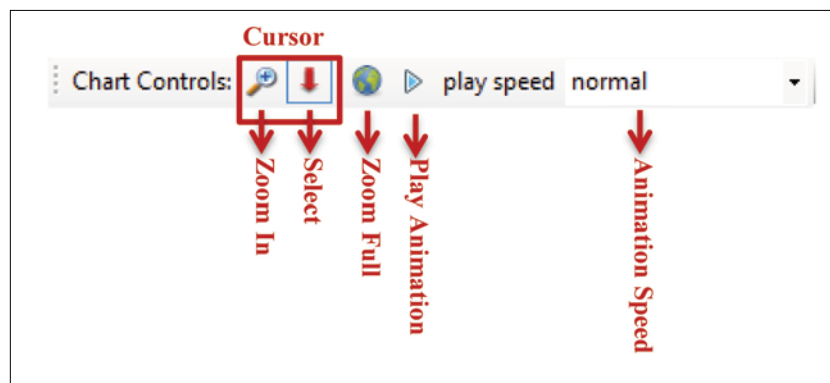 Cursor
Chart Controls: play speed normal
Zoom In
Select
Zoom Full
Play Animation
Animation Speed